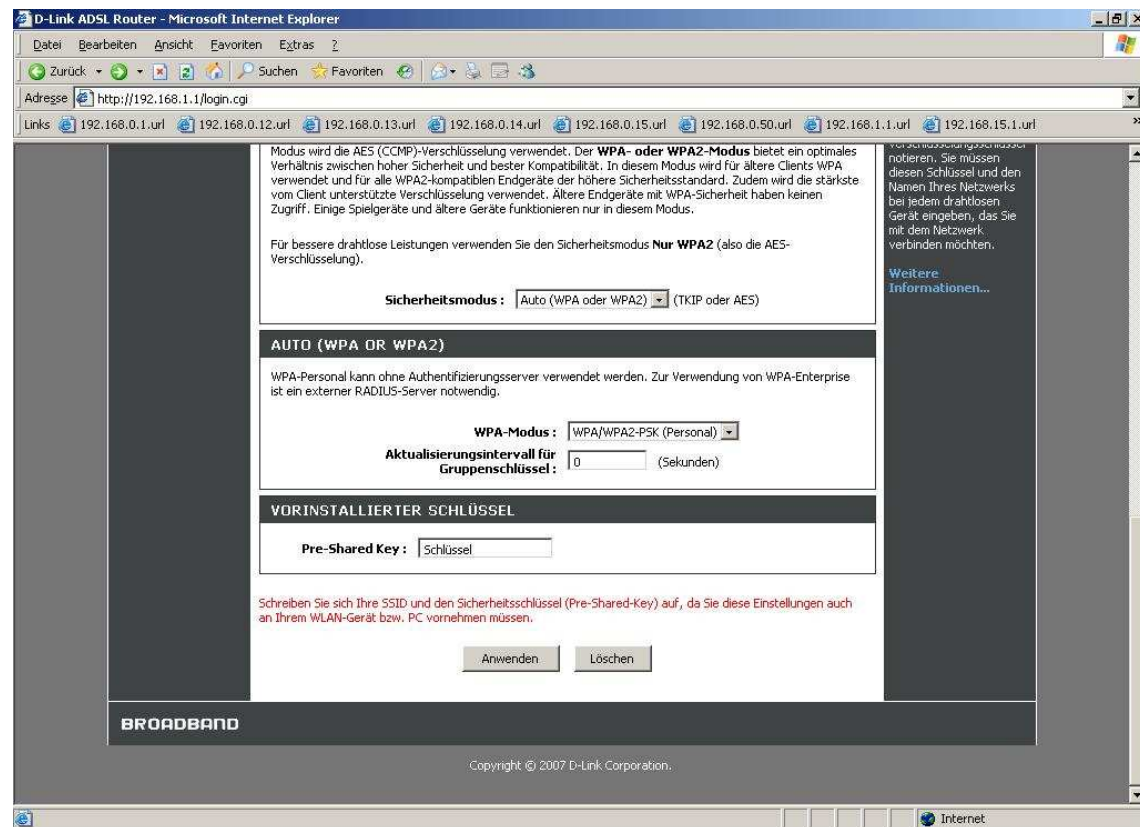 D-Link ADSL Router - Microsoft Internet Explorer
Datei Bearbeiten Ansicht Favoriten Extras ?
Zurück Suchen Favoriten
Adresse http://192.168.1.1/login.cgi
Links 192.168.0.1.url 192.168.0.12.url 192.168.0.13.url 192.168.0.14.url 192.168.0.15.url 192.168.0.50.url 192.168.1.1.url 192.168.15.1.url »
Modus wird die AES (CCMP)-Verschlüsselung verwendet. Der WPA- oder WPA2-Modus bietet ein optimales
Verhältnis zwischen hoher Sicherheit und bester Kompatibilität. In diesem Modus wird für ältere Clients WPA
verwendet und für alle WPA2-kompatiblen Endgeräte der höhere Sicherheitsstandard. Zudem wird die stärkste
vom Client unterstützte Verschlüsselung verwendet. Ältere Endgeräte mit WPA-Sicherheit haben keinen
Zugriff. Einige Spielgeräte und ältere Geräte funktionieren nur in diesem Modus.
Für bessere drahtlose Leistungen verwenden Sie den Sicherheitsmodus Nur WPA2 (also die AES-
Verschlüsselung).
Sicherheitsmodus : Auto (WPA oder WPA2) (TKIP oder AES)
AUTO (WPA OR WPA2)
WPA-Personal kann ohne Authentifizierungsserver verwendet werden. Zur Verwendung von WPA-Enterprise
ist ein externer RADIUS-Server notwendig.
WPA-Modus : WPA/WPA2-PSK (Personal)
Aktualisierungsintervall für
Gruppenschlüssel : 0 (Sekunden)
VORINSTALLIERTER SCHLÜSSEL
Pre-Shared Key : Schlüssel
Schreiben Sie sich Ihre SSID und den Sicherheitsschlüssel (Pre-Shared-Key) auf, da Sie diese Einstellungen auch
an Ihrem WLAN-Gerät bzw. PC vornehmen müssen.
Anwenden Löschen
notieren. Sie müssen
diesen Schlüssel und den
Namen Ihres Netzwerks
bei jedem drahtlosen
Gerät eingeben, das Sie
mit dem Netzwerk
verbinden möchten.
Weitere
Informationen...
BROADBAND
Copyright © 2007 D-Link Corporation.
Internet